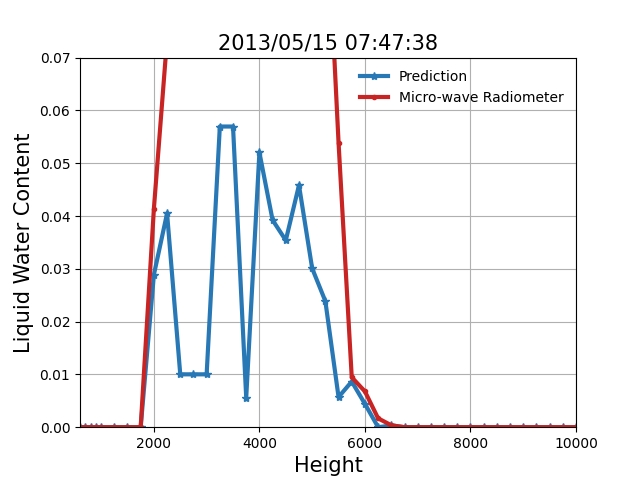 2013/05/15 07:47:38
0.07
0.06
0.05
0.04
0.03
0.02
0.01
0.00
Liquid Water Content
Prediction
Micro-wave Radiometer
2000 4000 6000 8000 10000
Height